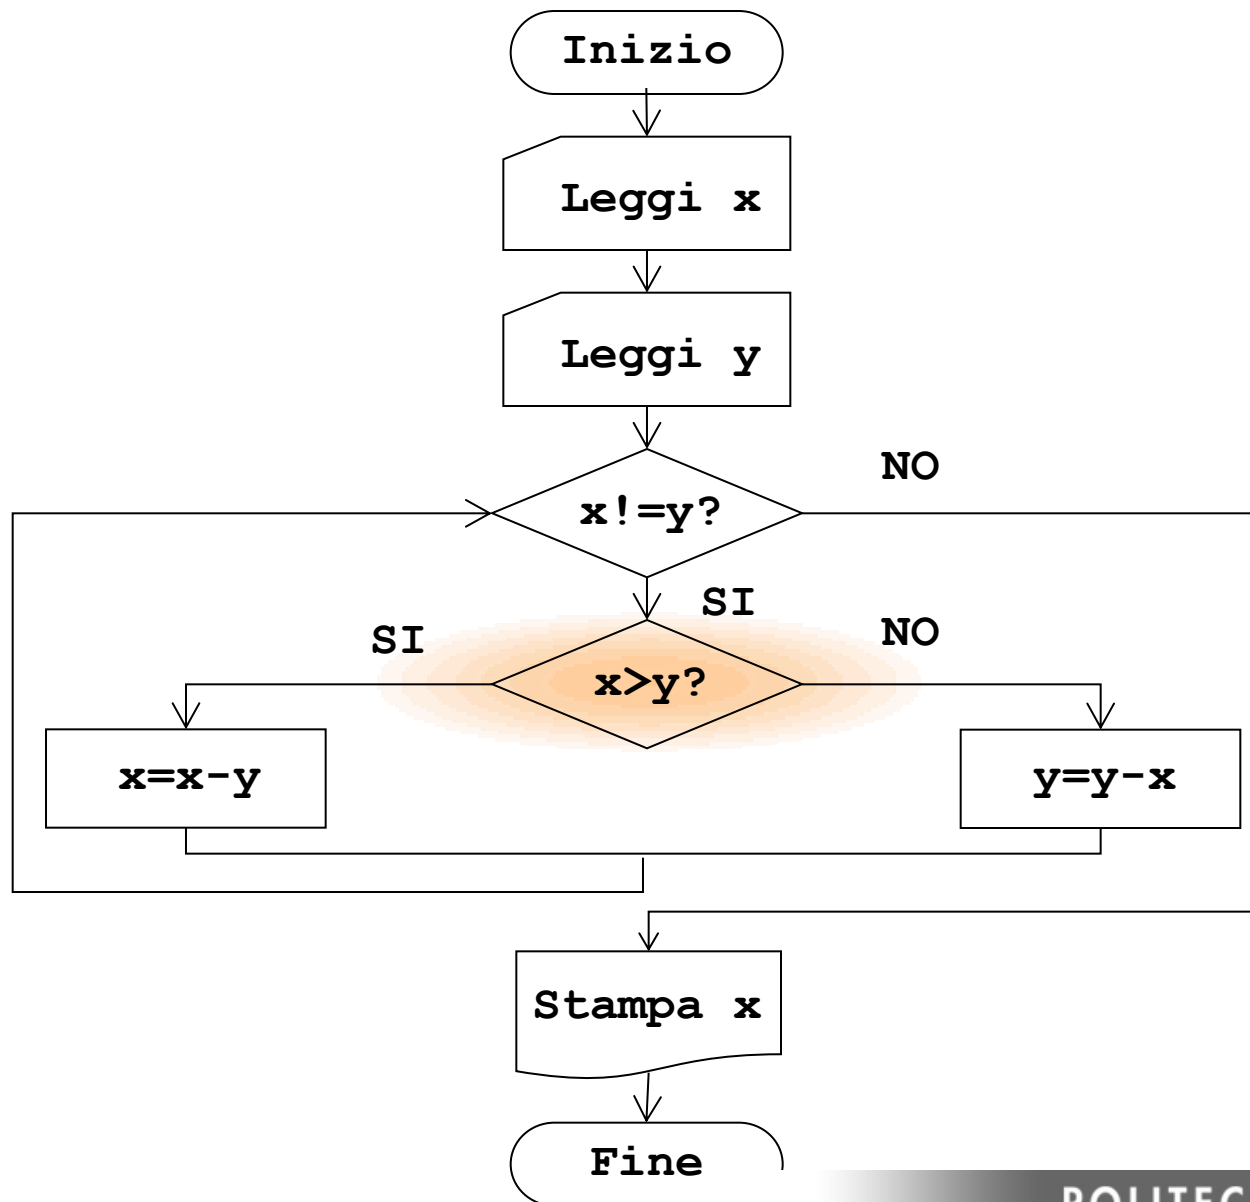 Inizio
Leggi x
Leggi y
NO
x!=y?
SI
SI
NO
x>y?
x=x-y
y=y-x
Stampa x
Fine